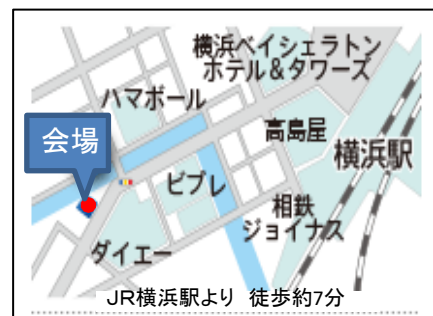 横浜ベイシェラトン
ホテル&タワーズ
ハマボール
会場
高島屋
横浜駅
ビブレ
相鉄
ジョイナス
ダイエー
JR横浜駅より 徒歩約7分